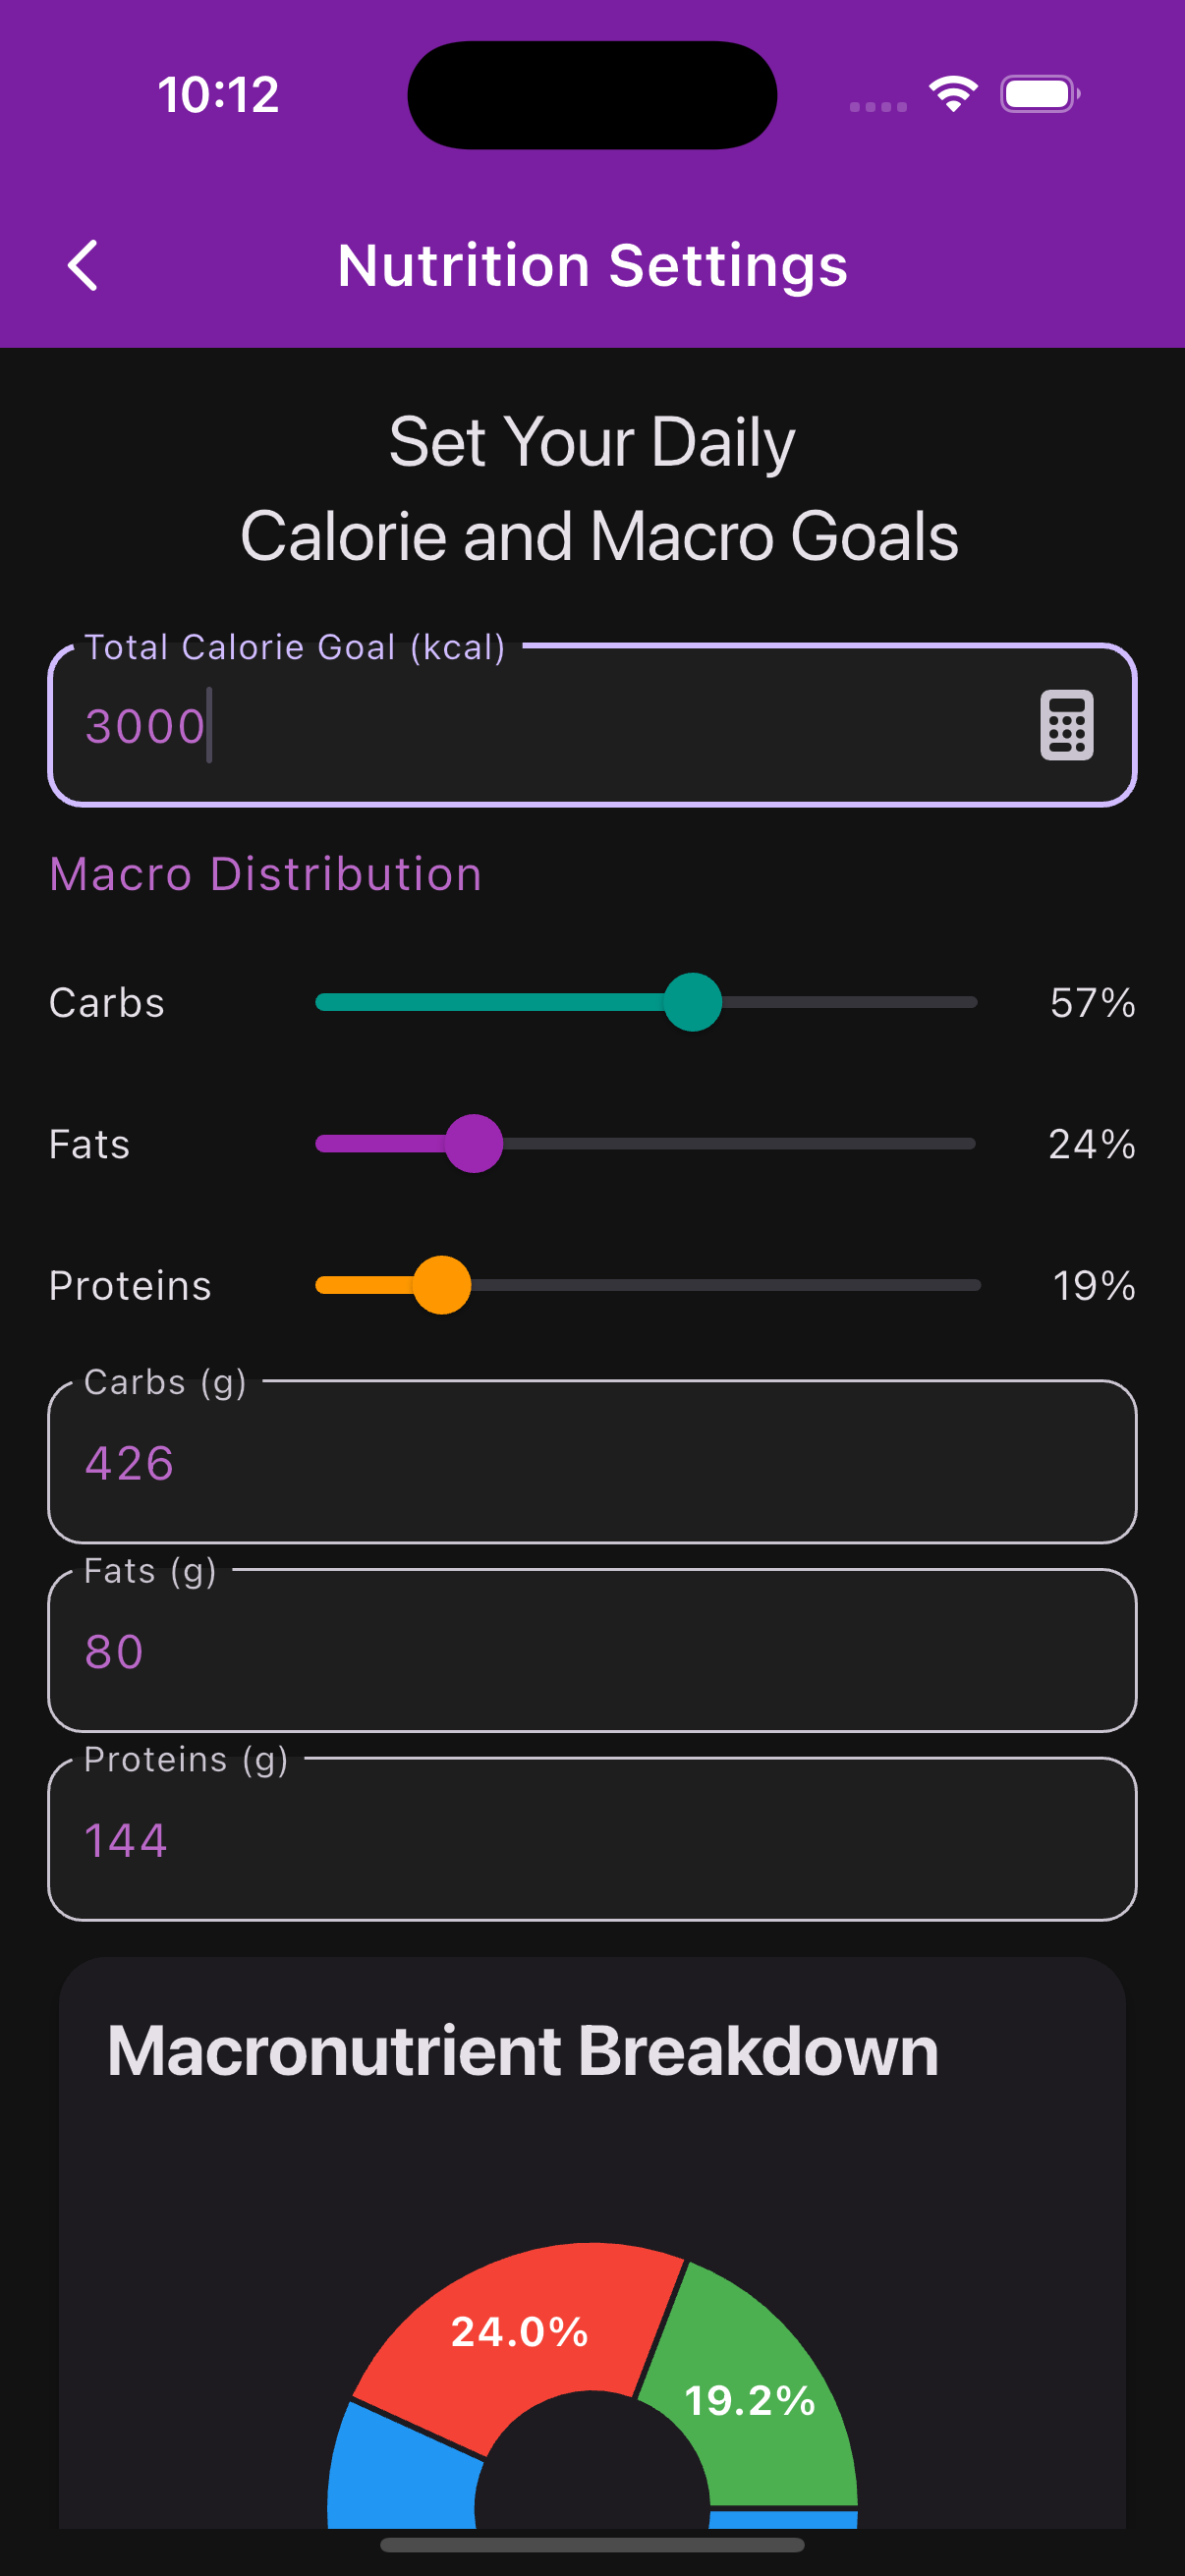 10:12
Nutrition Settings
Set Your Daily
Calorie and Macro Goals
Total Calorie Goal (kcal)
3000
Macro Distribution
Carbs 57%
Fats 24%
Proteins 19%
Carbs (g)
426
Fats (g)
80
Proteins (g)
144
Macronutrient Breakdown
24.0%
19.2%